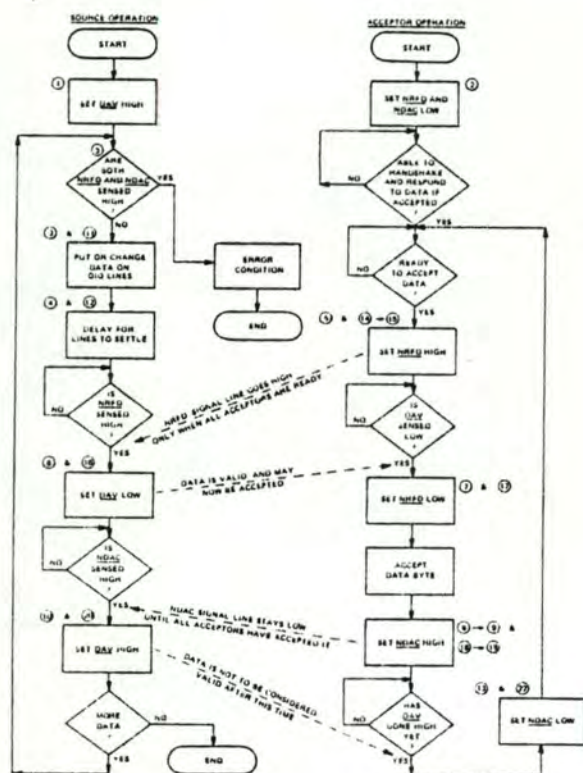 SOURCE OPERATION
START
1
SET DAV HIGH
2
ARE
BOTH
NRFD AND NDAC
SENSED
HIGH
?
YES
NO
&
PUT OR CHANGE
DATA ON
DIO LINES
ERROR
CONDITION
END
&
DELAY FOR
LINES TO SETTLE
IS
NRFD
SENSED
HIGH
?
NO
YES
NRFD SIGNAL LINE GOES HIGH
ONLY WHEN ALL ACCEPTORS ARE READY
&
SET DAV LOW
DATA IS VALID AND MAY
NOW BE ACCEPTED
IS
NDAC
SENSED
HIGH
?
NO
YES
NDAC SIGNAL LINE STAYS LOW
UNTIL ALL ACCEPTORS HAVE ACCEPTED IT
&
SET DAV HIGH
DATA IS NOT TO BE CONSIDERED
VALID AFTER THIS TIME
MORE
DATA
?
NO
YES
END
ACCEPTOR OPERATION
START
SET NRFD AND
NDAC LOW
ABLE TO
HANDSHAKE
AND RESPOND
TO DATA IF
ACCEPTED
?
NO
YES
READY
TO ACCEPT
DATA
?
NO
YES
&
SET NRFD HIGH
IS
DAV
SENSED
LOW
?
NO
YES
SET NRFD LOW
7 & 17
ACCEPT
DATA BYTE
SET NDAC HIGH
&
HAS
DAV
GONE HIGH
YET
?
NO
YES
&
SET NDAC LOW